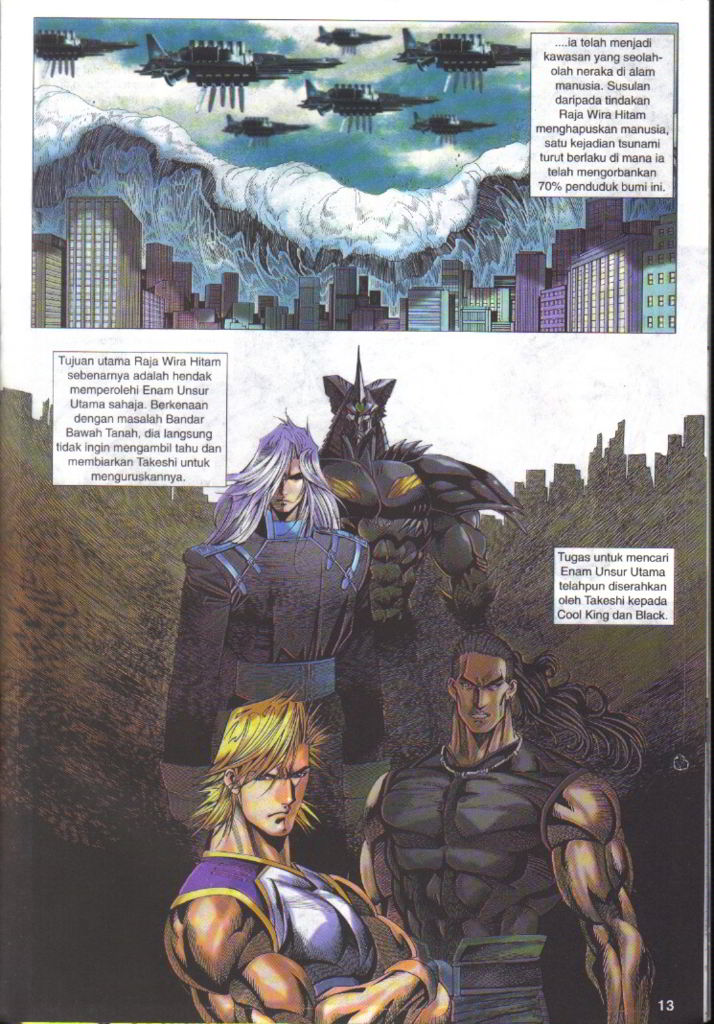 ....ia telah menjadi
kawasan yang seolah-
olah neraka di alam
manusia. Susulan
daripada tindakan
Raja Wira Hitam
menghapuskan manusia,
satu kejadian tsunami
turut berlaku di mana ia
telah mengorbankan
70% penduduk bumi ini.
Tujuan utama Raja Wira Hitam
sebenarnya adalah hendak
memperolehi Enam Unsur
Utama sahaja. Berkenaan
dengan masalah Bandar
Bawah Tanah, dia langsung
tidak ingin mengambil tahu dan
membiarkan Takeshi untuk
menguruskannya.
Tugas untuk mencari
Enam Unsur Utama
telahpun diserahkan
oleh Takeshi kepada
Cool King dan Black.
13